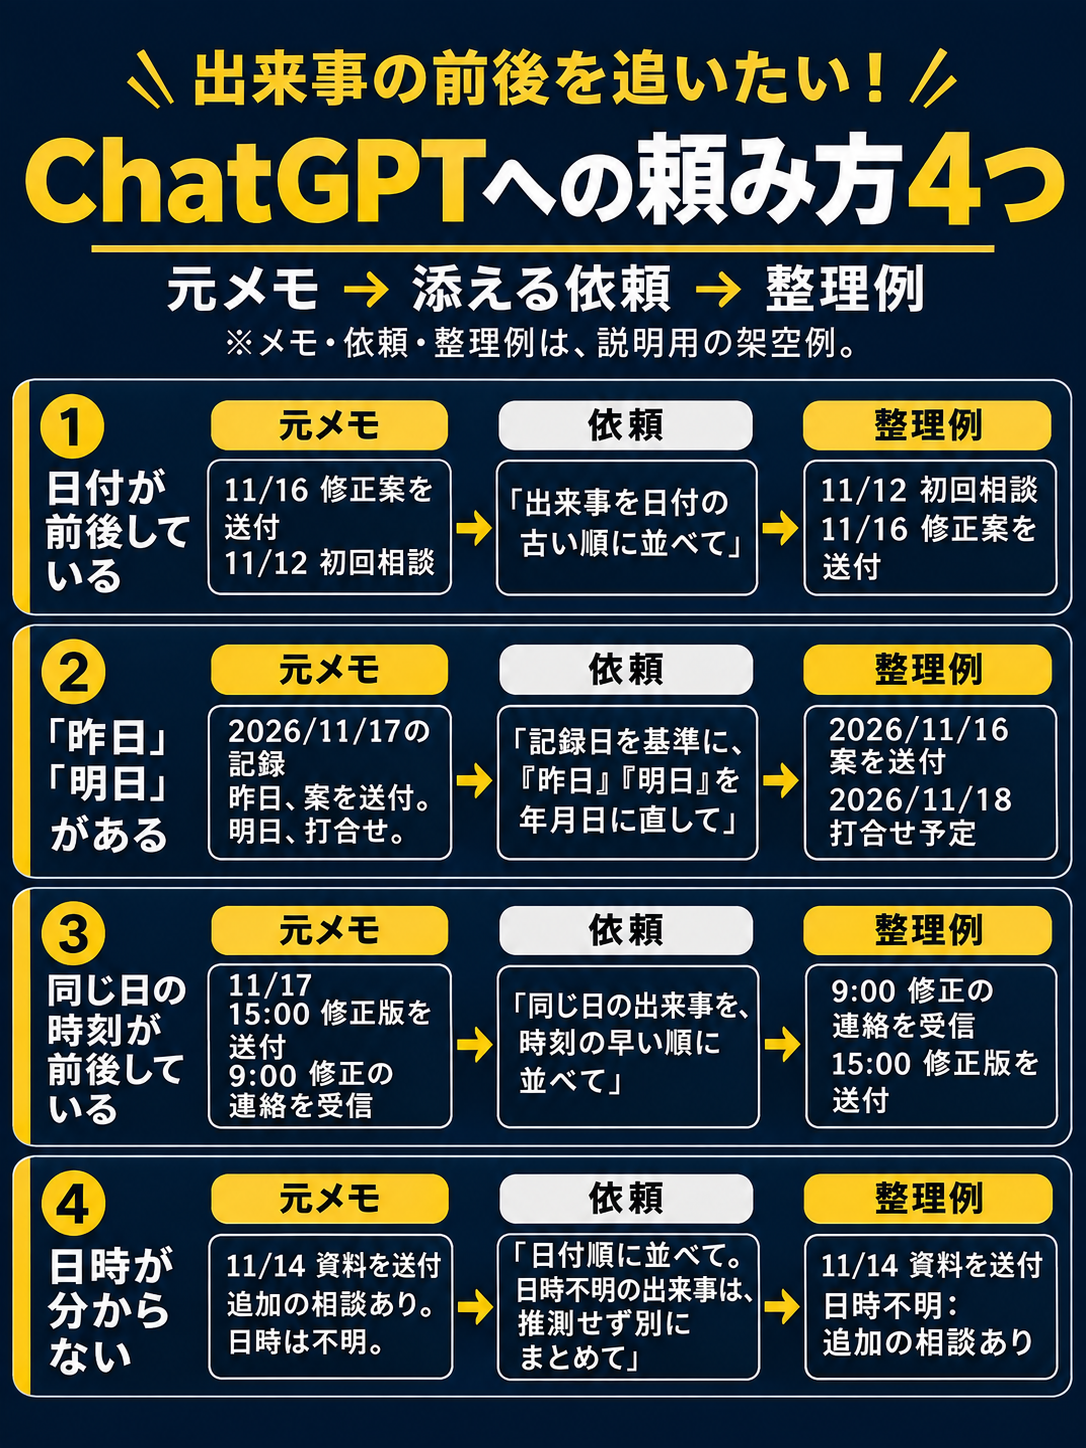 出来事の前後を追いたい！
ChatGPTへの頼み方4つ
元メモ → 添える依頼 → 整理例
※メモ・依頼・整理例は、説明用の架空例。
1
日付が
前後して
いる
元メモ
11/16 修正案を
送付
11/12 初回相談
依頼
「出来事を日付の
古い順に並べて」
整理例
11/12 初回相談
11/16 修正案を
送付
2
「昨日」
「明日」
がある
元メモ
2026/11/17の
記録
昨日、案を送付。
明日、打合せ。
依頼
「記録日を基準に、
『昨日』『明日』を
年月日に直して」
整理例
2026/11/16
案を送付
2026/11/18
打合せ予定
3
同じ日の
時刻が
前後して
いる
元メモ
11/17
15:00 修正版を
送付
9:00 修正の
連絡を受信
依頼
「同じ日の出来事を、
時刻の早い順に
並べて」
整理例
9:00 修正の
連絡を受信
15:00 修正版を
送付
4
日時が
分から
ない
元メモ
11/14 資料を送付
追加の相談あり。
日時は不明。
依頼
「日付順に並べて。
日時不明の出来事は、
推測せず別に
まとめて」
整理例
11/14 資料を送付
日時不明：
追加の相談あり